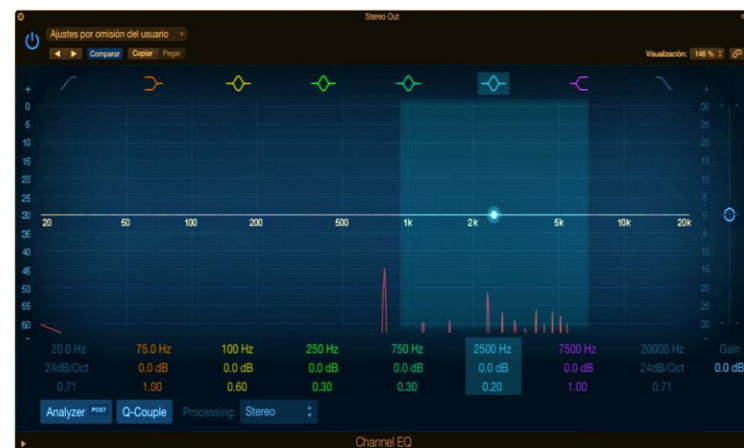 Stereo Out
Ajustes por omisión del usuario
Comparar Copiar Pegar
Visualización: 146 %
+ +
0 30
5 25
10 20
15 15
20 10
25 5
30 0
20 50 100 200 500 1k 2k 5k 10k 20k
35 5
40 10
45 15
50 20
55 25
60 30
- -
20.0 Hz 75.0 Hz 100 Hz 250 Hz 750 Hz 2500 Hz 7500 Hz 20000 Hz Gain
24dB/Oct 0.0 dB 0.0 dB 0.0 dB 0.0 dB 0.0 dB 0.0 dB 24dB/Oct 0.0 dB
0.71 1.00 0.60 0.30 0.30 0.20 1.00 0.71
Analyzer POST Q-Couple Processing: Stereo
Channel EQ